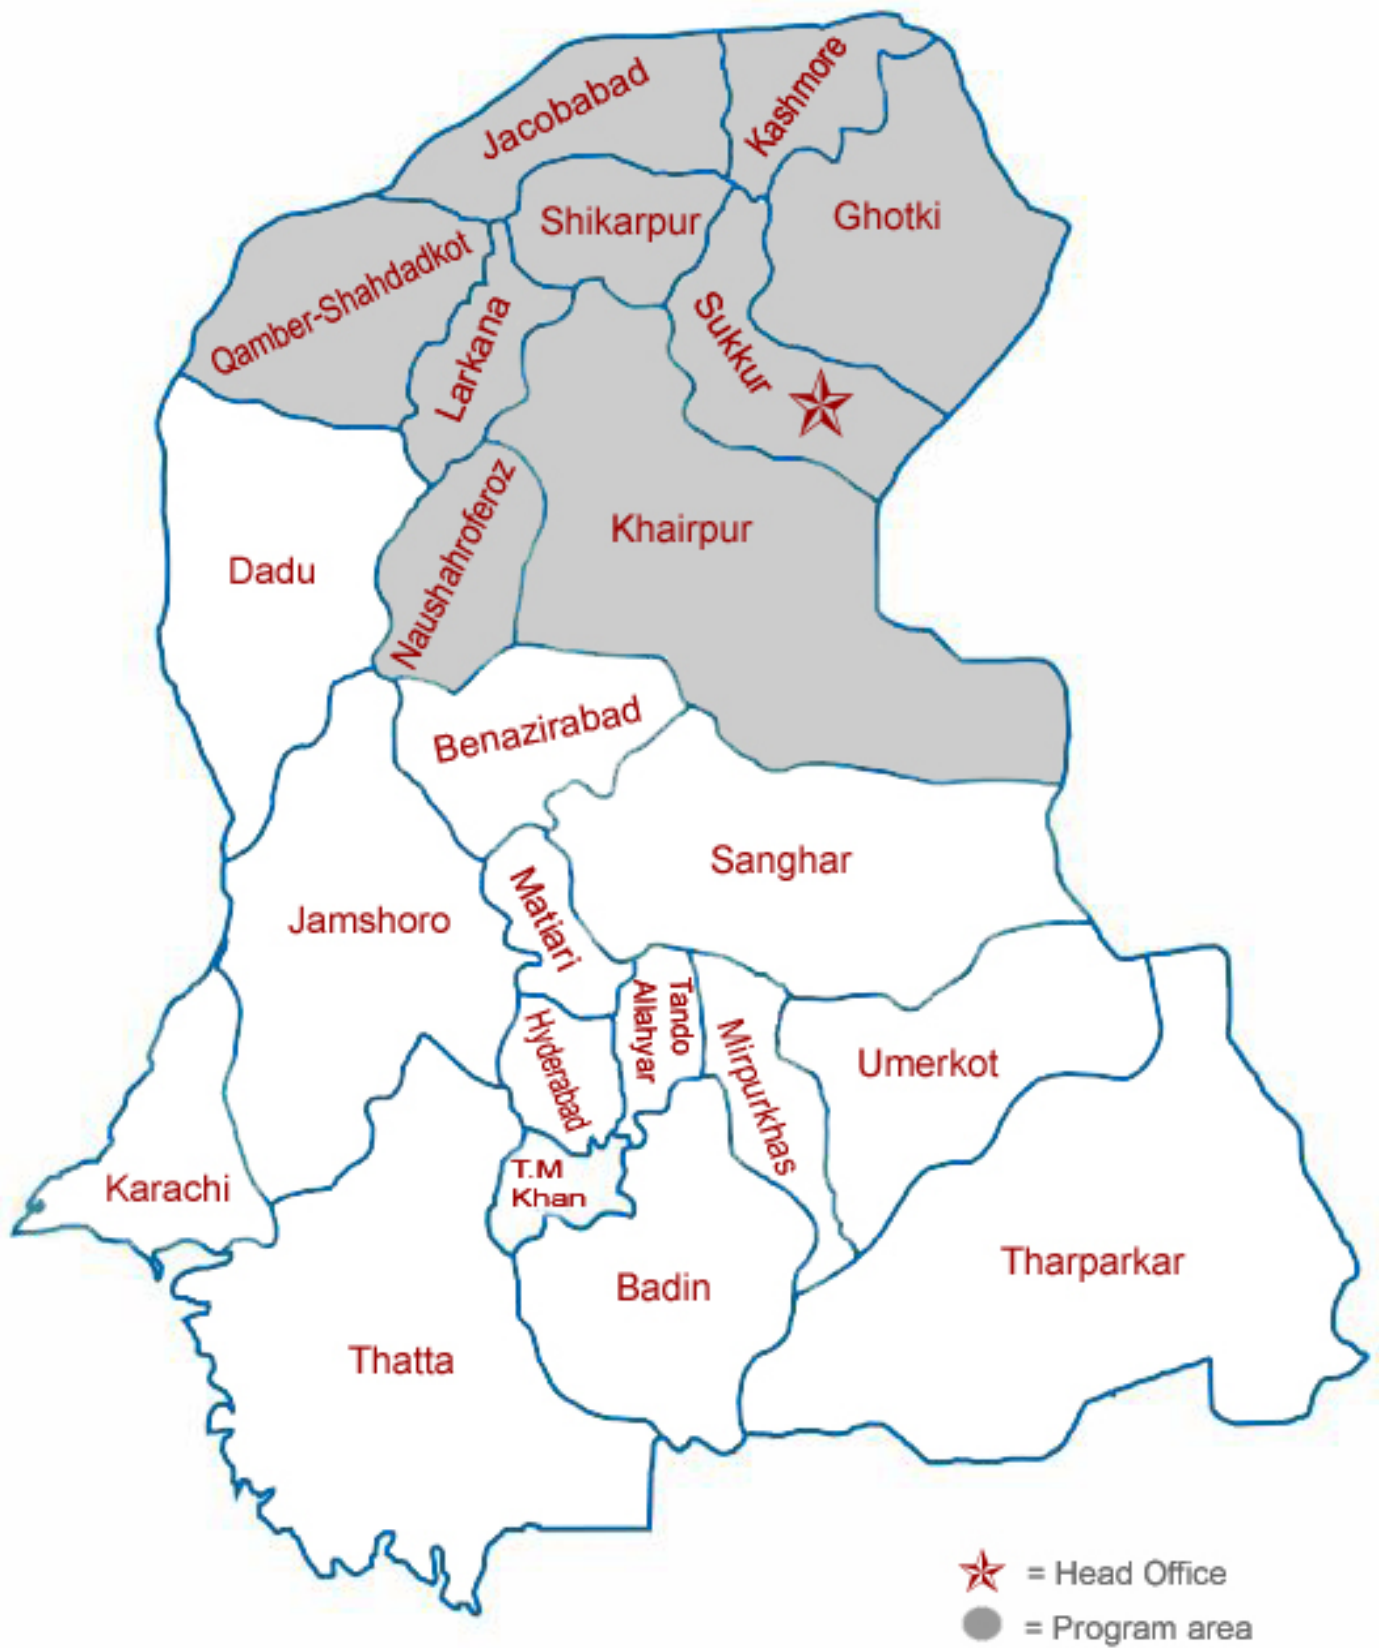 Jacobabad
Kashmore
Shikarpur
Ghotki
Qamber-Shahdadkot
Larkana
Sukkur
Naushahroferoz
Khairpur
Dadu
Benazirabad
Sanghar
Matiari
Jamshoro
Hyderabad
Tando
Allahyar
Mirpurkhas
Umerkot
T.M
Khan
Karachi
Badin
Tharparkar
Thatta
= Head Office
= Program area